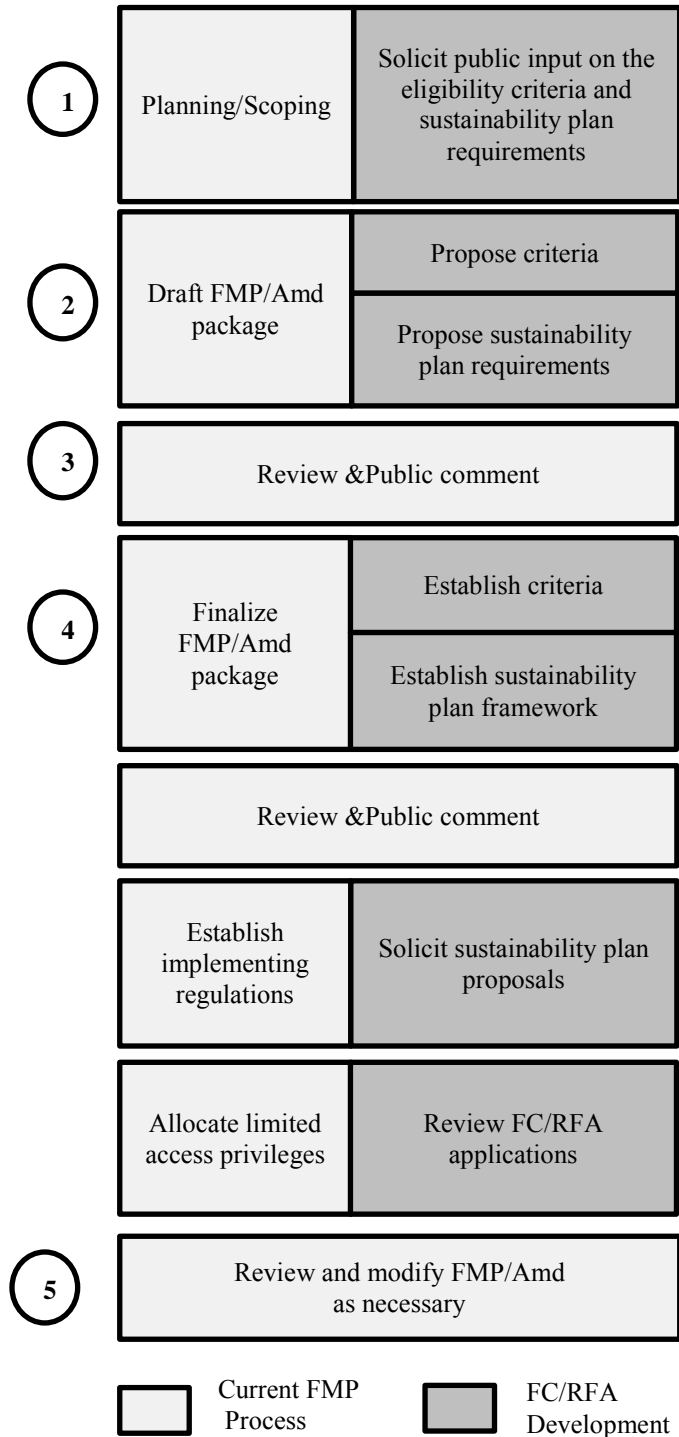 1
Planning/Scoping
Solicit public input on the
eligibility criteria and
sustainability plan
requirements
2
Draft FMP/Amd
package
Propose criteria
Propose sustainability
plan requirements
3
Review &Public comment
4
Finalize
FMP/Amd
package
Establish criteria
Establish sustainability
plan framework
Review &Public comment
Establish
implementing
regulations
Solicit sustainability plan
proposals
Allocate limited
access privileges
Review FC/RFA
applications
5
Review and modify FMP/Amd
as necessary
Current FMP
Process
FC/RFA
Development